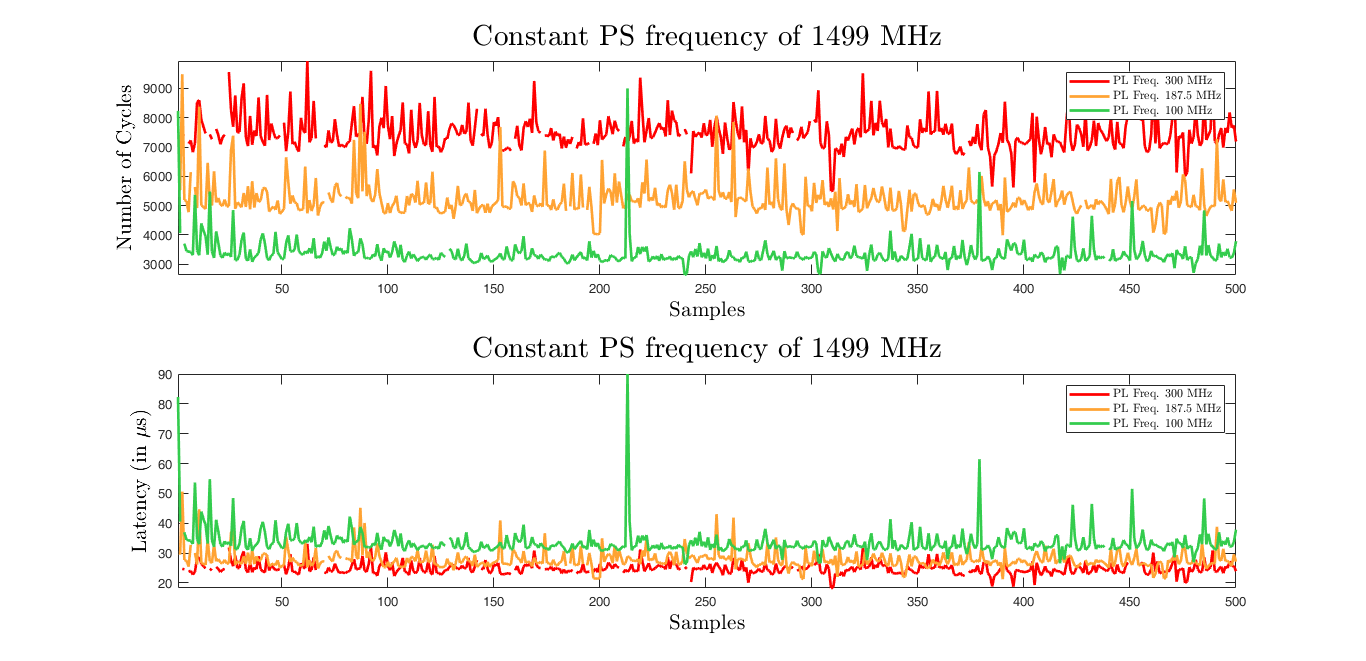 Constant PS frequency of 1499 MHz
Number of Cycles
9000
8000
7000
6000
5000
4000
3000
PL Freq. 300 MHz
PL Freq. 187.5 MHz
PL Freq. 100 MHz
50 100 150 200 250 300 350 400 450 500
Samples
Constant PS frequency of 1499 MHz
Latency (in μs)
90
80
70
60
50
40
30
20
PL Freq. 300 MHz
PL Freq. 187.5 MHz
PL Freq. 100 MHz
50 100 150 200 250 300 350 400 450 500
Samples